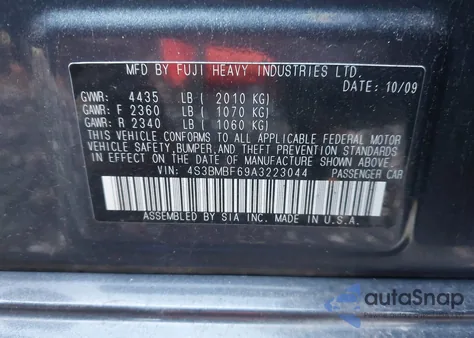 MFD BY FUJI HEAVY INDUSTRIES LTD.
DATE: 10/09
GVWR: 4435 LB ( 2010 KG)
GAWR: F 2360 LB ( 1070 KG)
GAWR: R 2340 LB ( 1060 KG)
THIS VEHICLE CONFORMS TO ALL APPLICABLE FEDERAL MOTOR
VEHICLE SAFETY, BUMPER, AND THEFT PREVENTION STANDARDS
IN EFFECT ON THE DATE OF MANUFACTURE SHOWN ABOVE.
VIN: 4S3BMBF69A3223044 PASSENGER CAR
ASSEMBLED BY SIA INC. MADE IN U.S.A.
autoSnap